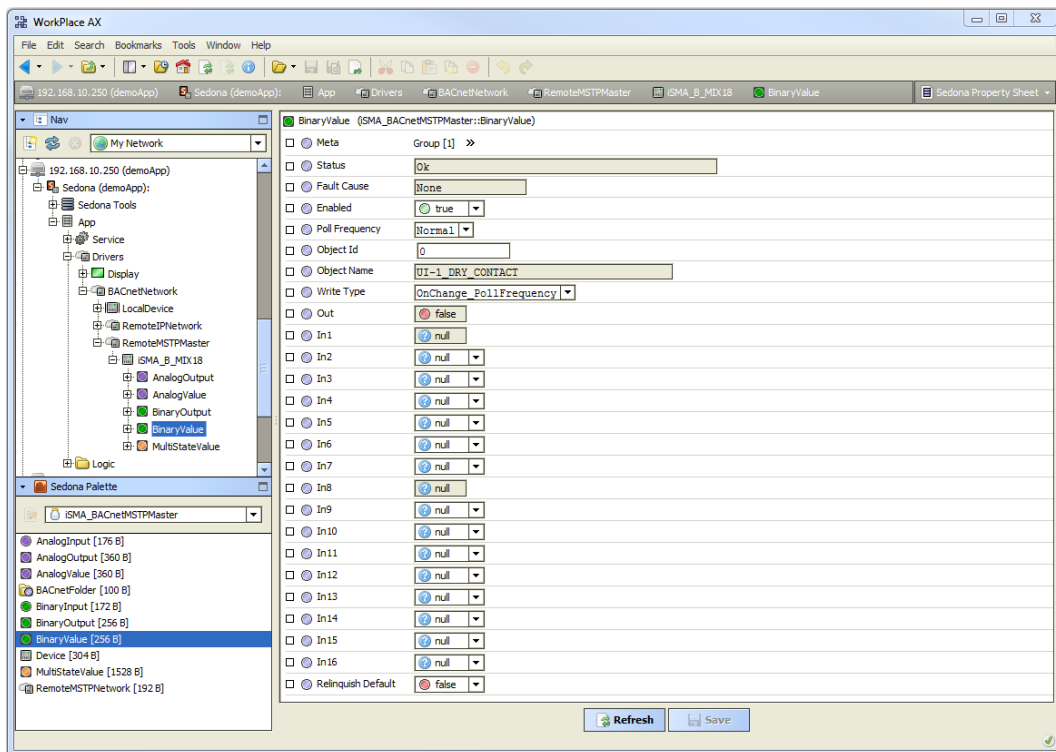 WorkPlace AX
File Edit Search Bookmarks Tools Window Help
192.168.10.250 (demoApp) Sedona (demoApp): App Drivers BACnetNetwork RemoteMSTPMaster iSMA_B_MIX18 BinaryValue Sedona Property Sheet
Nav
My Network
192.168.10.250 (demoApp)
Sedona (demoApp):
Sedona Tools
App
Service
Drivers
Display
BACnetNetwork
LocalDevice
RemoteIPNetwork
RemoteMSTPMaster
iSMA_B_MIX18
AnalogOutput
AnalogValue
BinaryOutput
BinaryValue
MultiStateValue
Logic
Sedona Palette
iSMA_BACnetMSTPMaster
AnalogInput [176 B]
AnalogOutput [360 B]
AnalogValue [360 B]
BACnetFolder [100 B]
BinaryInput [172 B]
BinaryOutput [256 B]
BinaryValue [256 B]
Device [304 B]
MultiStateValue [1528 B]
RemoteMSTPNetwork [192 B]
BinaryValue (iSMA_BACnetMSTPMaster::BinaryValue)
Meta Group [1] »
Status Ok
Fault Cause None
Enabled true
Poll Frequency Normal
Object Id 0
Object Name UI-1_DRY_CONTACT
Write Type OnChange_PollFrequency
Out false
In1 null
In2 null
In3 null
In4 null
In5 null
In6 null
In7 null
In8 null
In9 null
In10 null
In11 null
In12 null
In13 null
In14 null
In15 null
In16 null
Relinquish Default false
Refresh Save